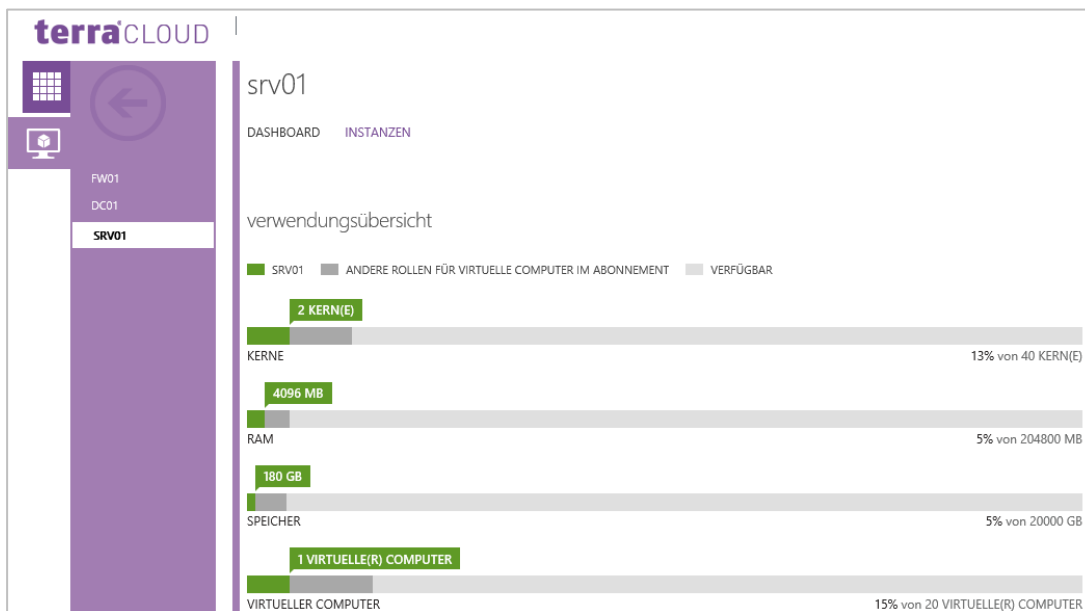 terra CLOUD
srv01
DASHBOARD INSTANZEN
FW01
DC01
SRV01
verwendungsübersicht
SRV01 ANDERE ROLLEN FÜR VIRTUELLE COMPUTER IM ABONNEMENT VERFÜGBAR
2 KERN(E)
KERNE 13% von 40 KERN(E)
4096 MB
RAM 5% von 204800 MB
180 GB
SPEICHER 5% von 20000 GB
1 VIRTUELLE(R) COMPUTER
VIRTUELLER COMPUTER 15% von 20 VIRTUELLE(R) COMPUTER